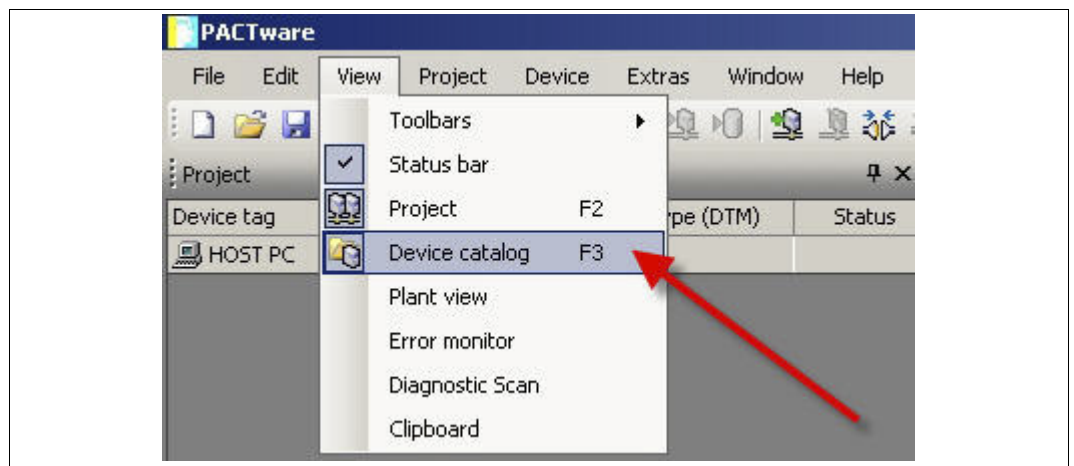 PACTware
File Edit View Project Device Extras Window Help
Toolbars
Project
Status bar
Device tag
Project F2
ype (DTM) Status
HOST PC
Device catalog F3
Plant view
Error monitor
Diagnostic Scan
Clipboard